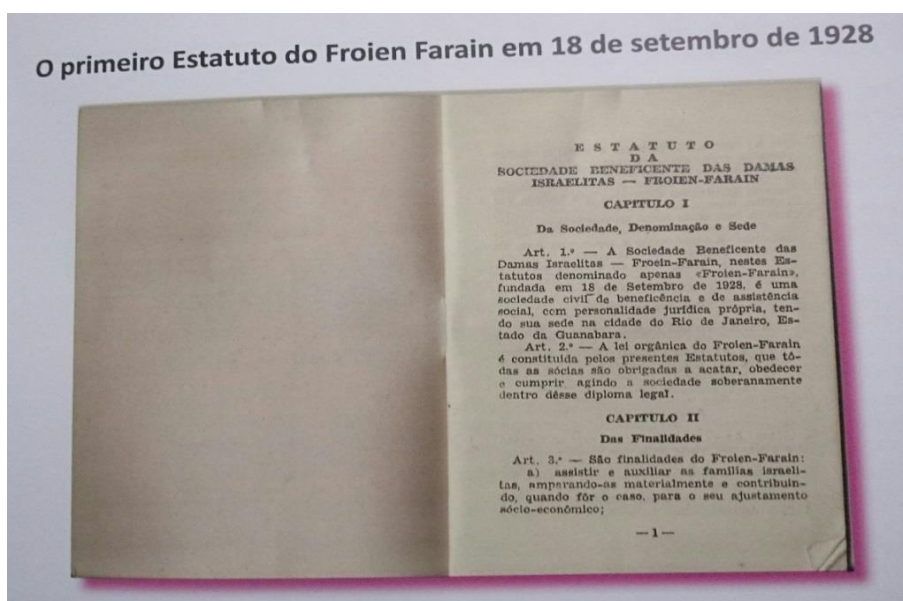 O primeiro Estatuto do Froien Farain em 18 de setembro de 1928
E S T A T U T O
D A
SOCIEDADE BENEFICENTE DAS DAMAS
ISRAELITAS — FROIEN-FARAIN
CAPITULO I
Da Sociedade, Denominação e Sede
Art. 1.º — A Sociedade Beneficente das
Damas Israelitas — Froein-Farain, nestes Es-
tatutos denominado apenas «Froien-Farain»,
fundada em 18 de Setembro de 1928, é uma
sociedade civil de beneficência e de assistência
social, com personalidade jurídica própria, ten-
do sua sede na cidade do Rio de Janeiro, Es-
tado da Guanabara.
Art. 2.º — A lei orgânica do Froien-Farain
é constituída pelos presentes Estatutos, que tô-
das as sócias são obrigadas a acatar, obedecer
e cumprir, agindo a sociedade soberanamente
dentro dêsse diploma legal.
CAPITULO II
Das Finalidades
Art. 3.º — São finalidades do Froien-Farain:
a) assistir e auxiliar as famílias israeli-
tas, amparando-as materialmente e contribuin-
do, quando fôr o caso, para o seu ajustamento
sócio-econômico;
— 1 —